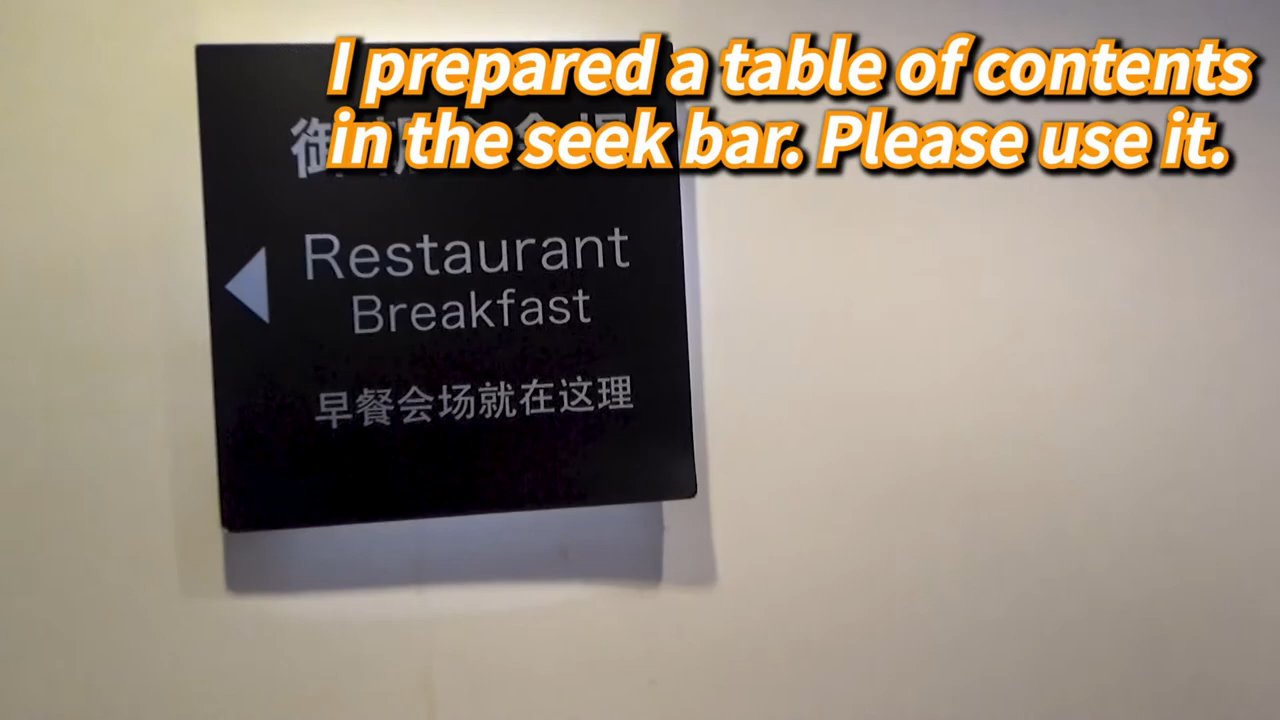 I prepared a table of contents
in the seek bar. Please use it.
Restaurant
Breakfast
早餐会场就在这理